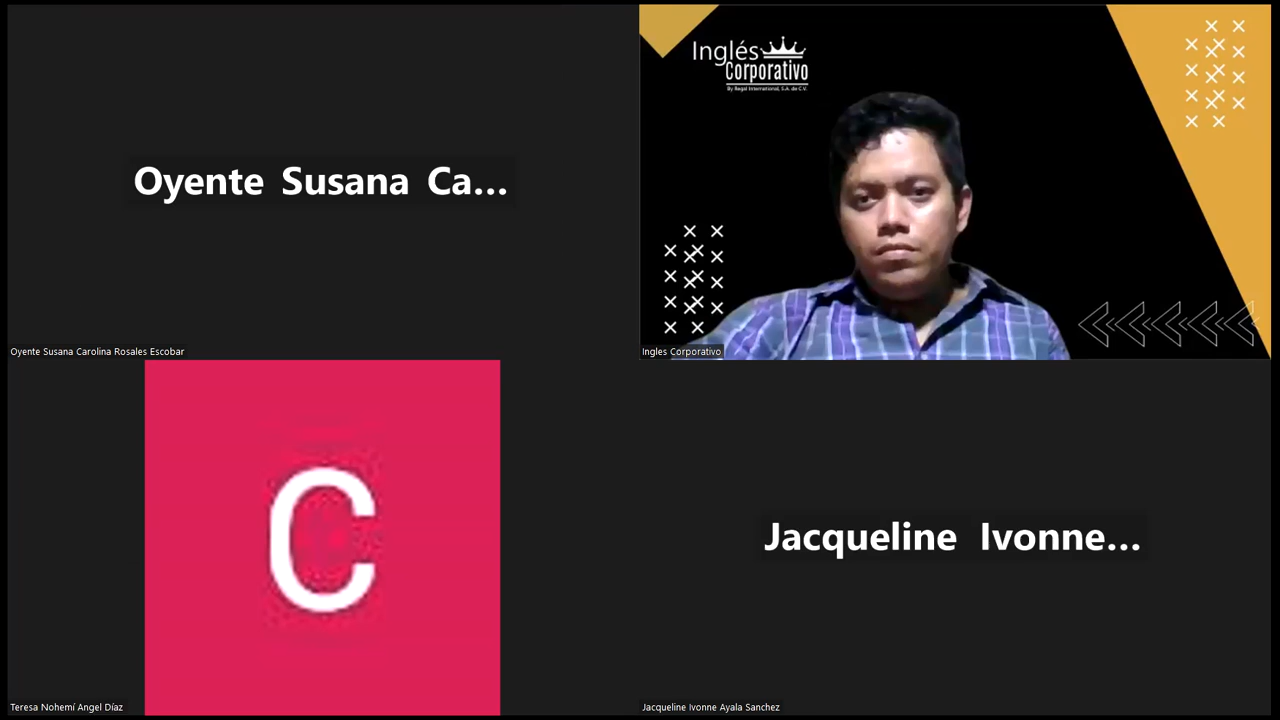 Oyente Susana Ca...
Oyente Susana Carolina Rosales Escobar
Inglés
Corporativo
By Regal International, S.A. de C.V.
Ingles Corporativo
C
Teresa Nohemí Angel Díaz
Jacqueline Ivonne...
Jacqueline Ivonne Ayala Sanchez